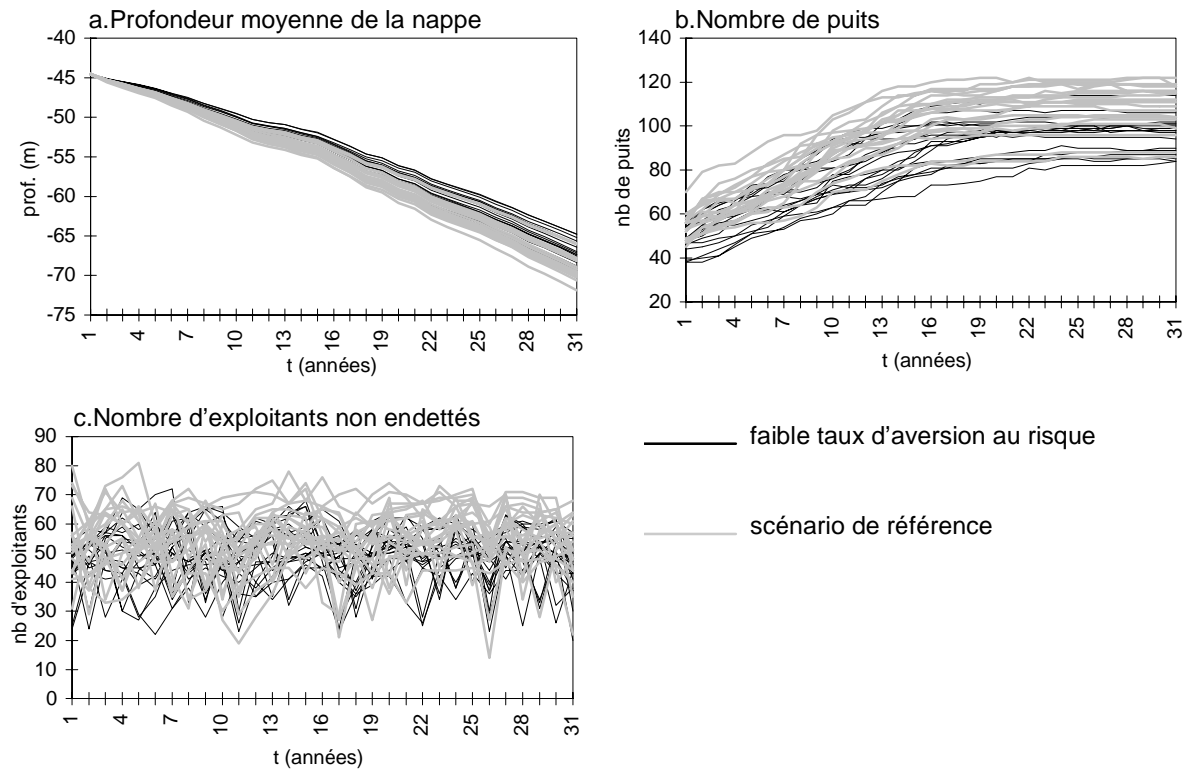 a.Profondeur moyenne de la nappe
-40
-45
-50
-55
-60
-65
-70
-75
prof. (m)
1 4 7 10 13 16 19 22 25 28 31
t (années)
b.Nombre de puits
140
120
100
80
60
40
20
nb de puits
1 4 7 10 13 16 19 22 25 28 31
t (années)
c.Nombre d'exploitants non endettés
90
80
70
60
50
40
30
20
10
0
nb d'exploitants
1 4 7 10 13 16 19 22 25 28 31
t (années)
faible taux d'aversion au risque
scénario de référence